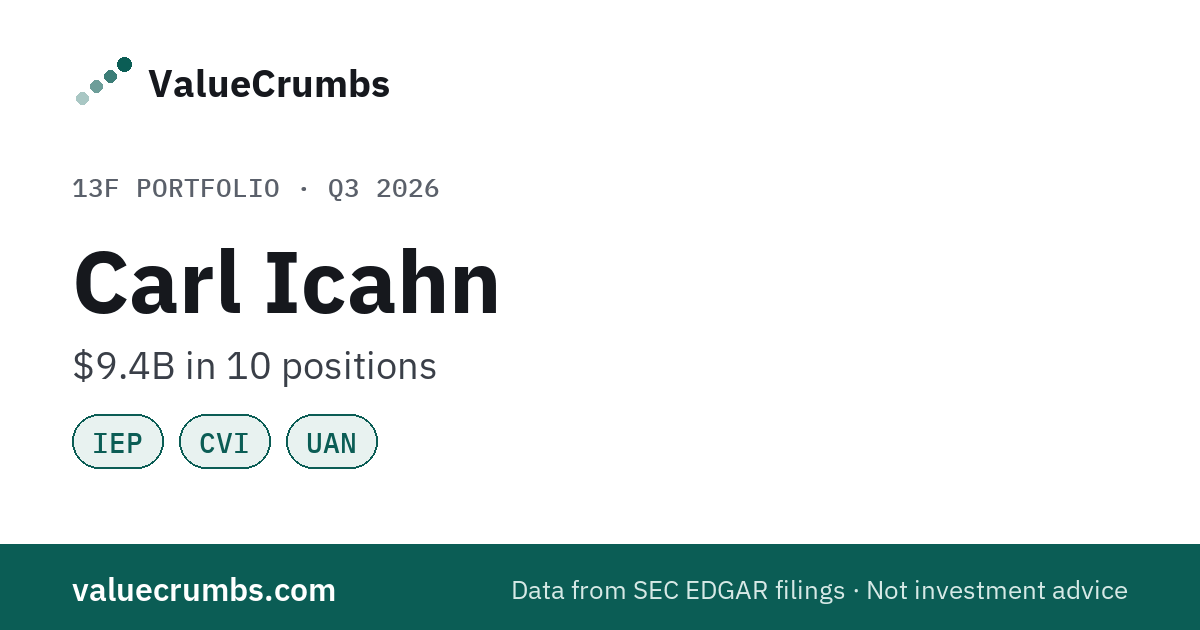 ValueCrumbs
13F PORTFOLIO · Q3 2026
Carl Icahn
$9.4B in 10 positions
IEP CVI UAN
valuecrumbs.com Data from SEC EDGAR filings · Not investment advice